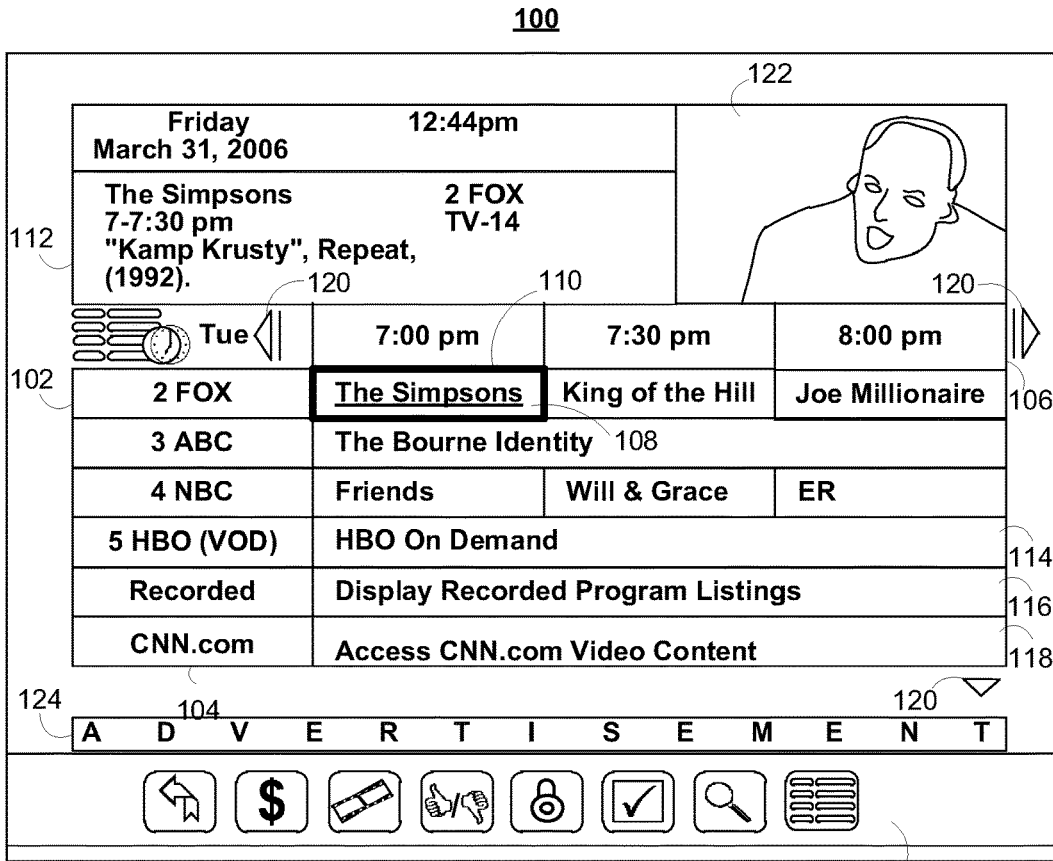 100
122
Friday 12:44pm
March 31, 2006
The Simpsons 2 FOX
7-7:30 pm TV-14
"Kamp Krusty", Repeat,
(1992).
112
120
110
120
Tue 7:00 pm 7:30 pm 8:00 pm
102
2 FOX The Simpsons King of the Hill Joe Millionaire
106
3 ABC The Bourne Identity
108
4 NBC Friends Will & Grace ER
5 HBO (VOD) HBO On Demand
114
Recorded Display Recorded Program Listings
116
CNN.com Access CNN.com Video Content
118
124
104
120
A D V E R T I S E M E N T
$
/